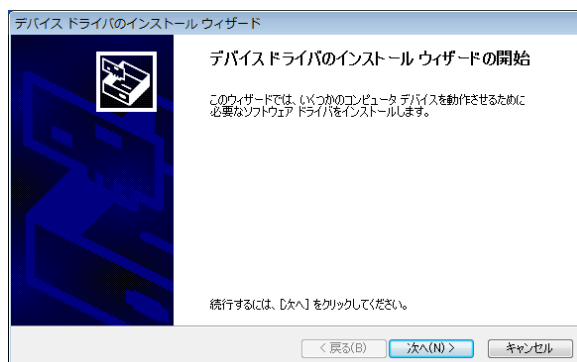 デバイス ドライバのインストール ウィザード
デバイス ドライバのインストール ウィザードの開始
このウィザードでは、いくつかのコンピュータ デバイスを動作させるために
必要なソフトウェア ドライバをインストールします。
続行するには、[次へ] をクリックしてください。
< 戻る(B)
次へ(N) >
キャンセル